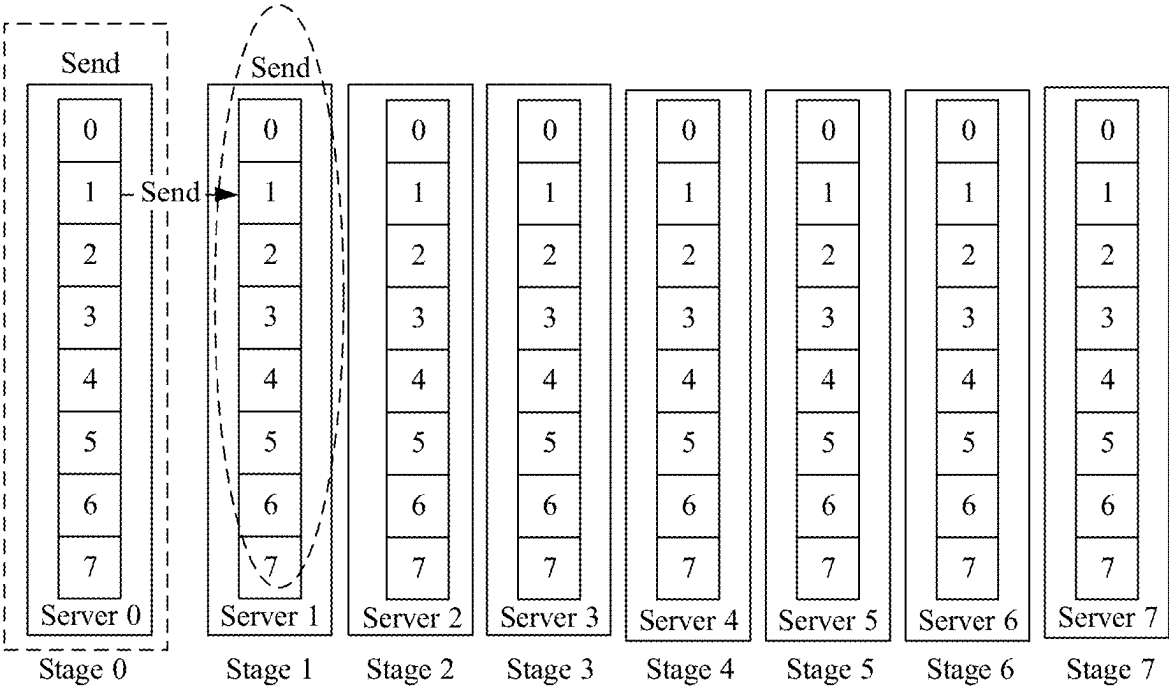 Send Send
0 0 0 0 0 0 0 0
1 Send 1 1 1 1 1 1 1
2 2 2 2 2 2 2 2
3 3 3 3 3 3 3 3
4 4 4 4 4 4 4 4
5 5 5 5 5 5 5 5
6 6 6 6 6 6 6 6
7 7 7 7 7 7 7 7
Server 0 Server 1 Server 2 Server 3 Server 4 Server 5 Server 6 Server 7
Stage 0 Stage 1 Stage 2 Stage 3 Stage 4 Stage 5 Stage 6 Stage 7